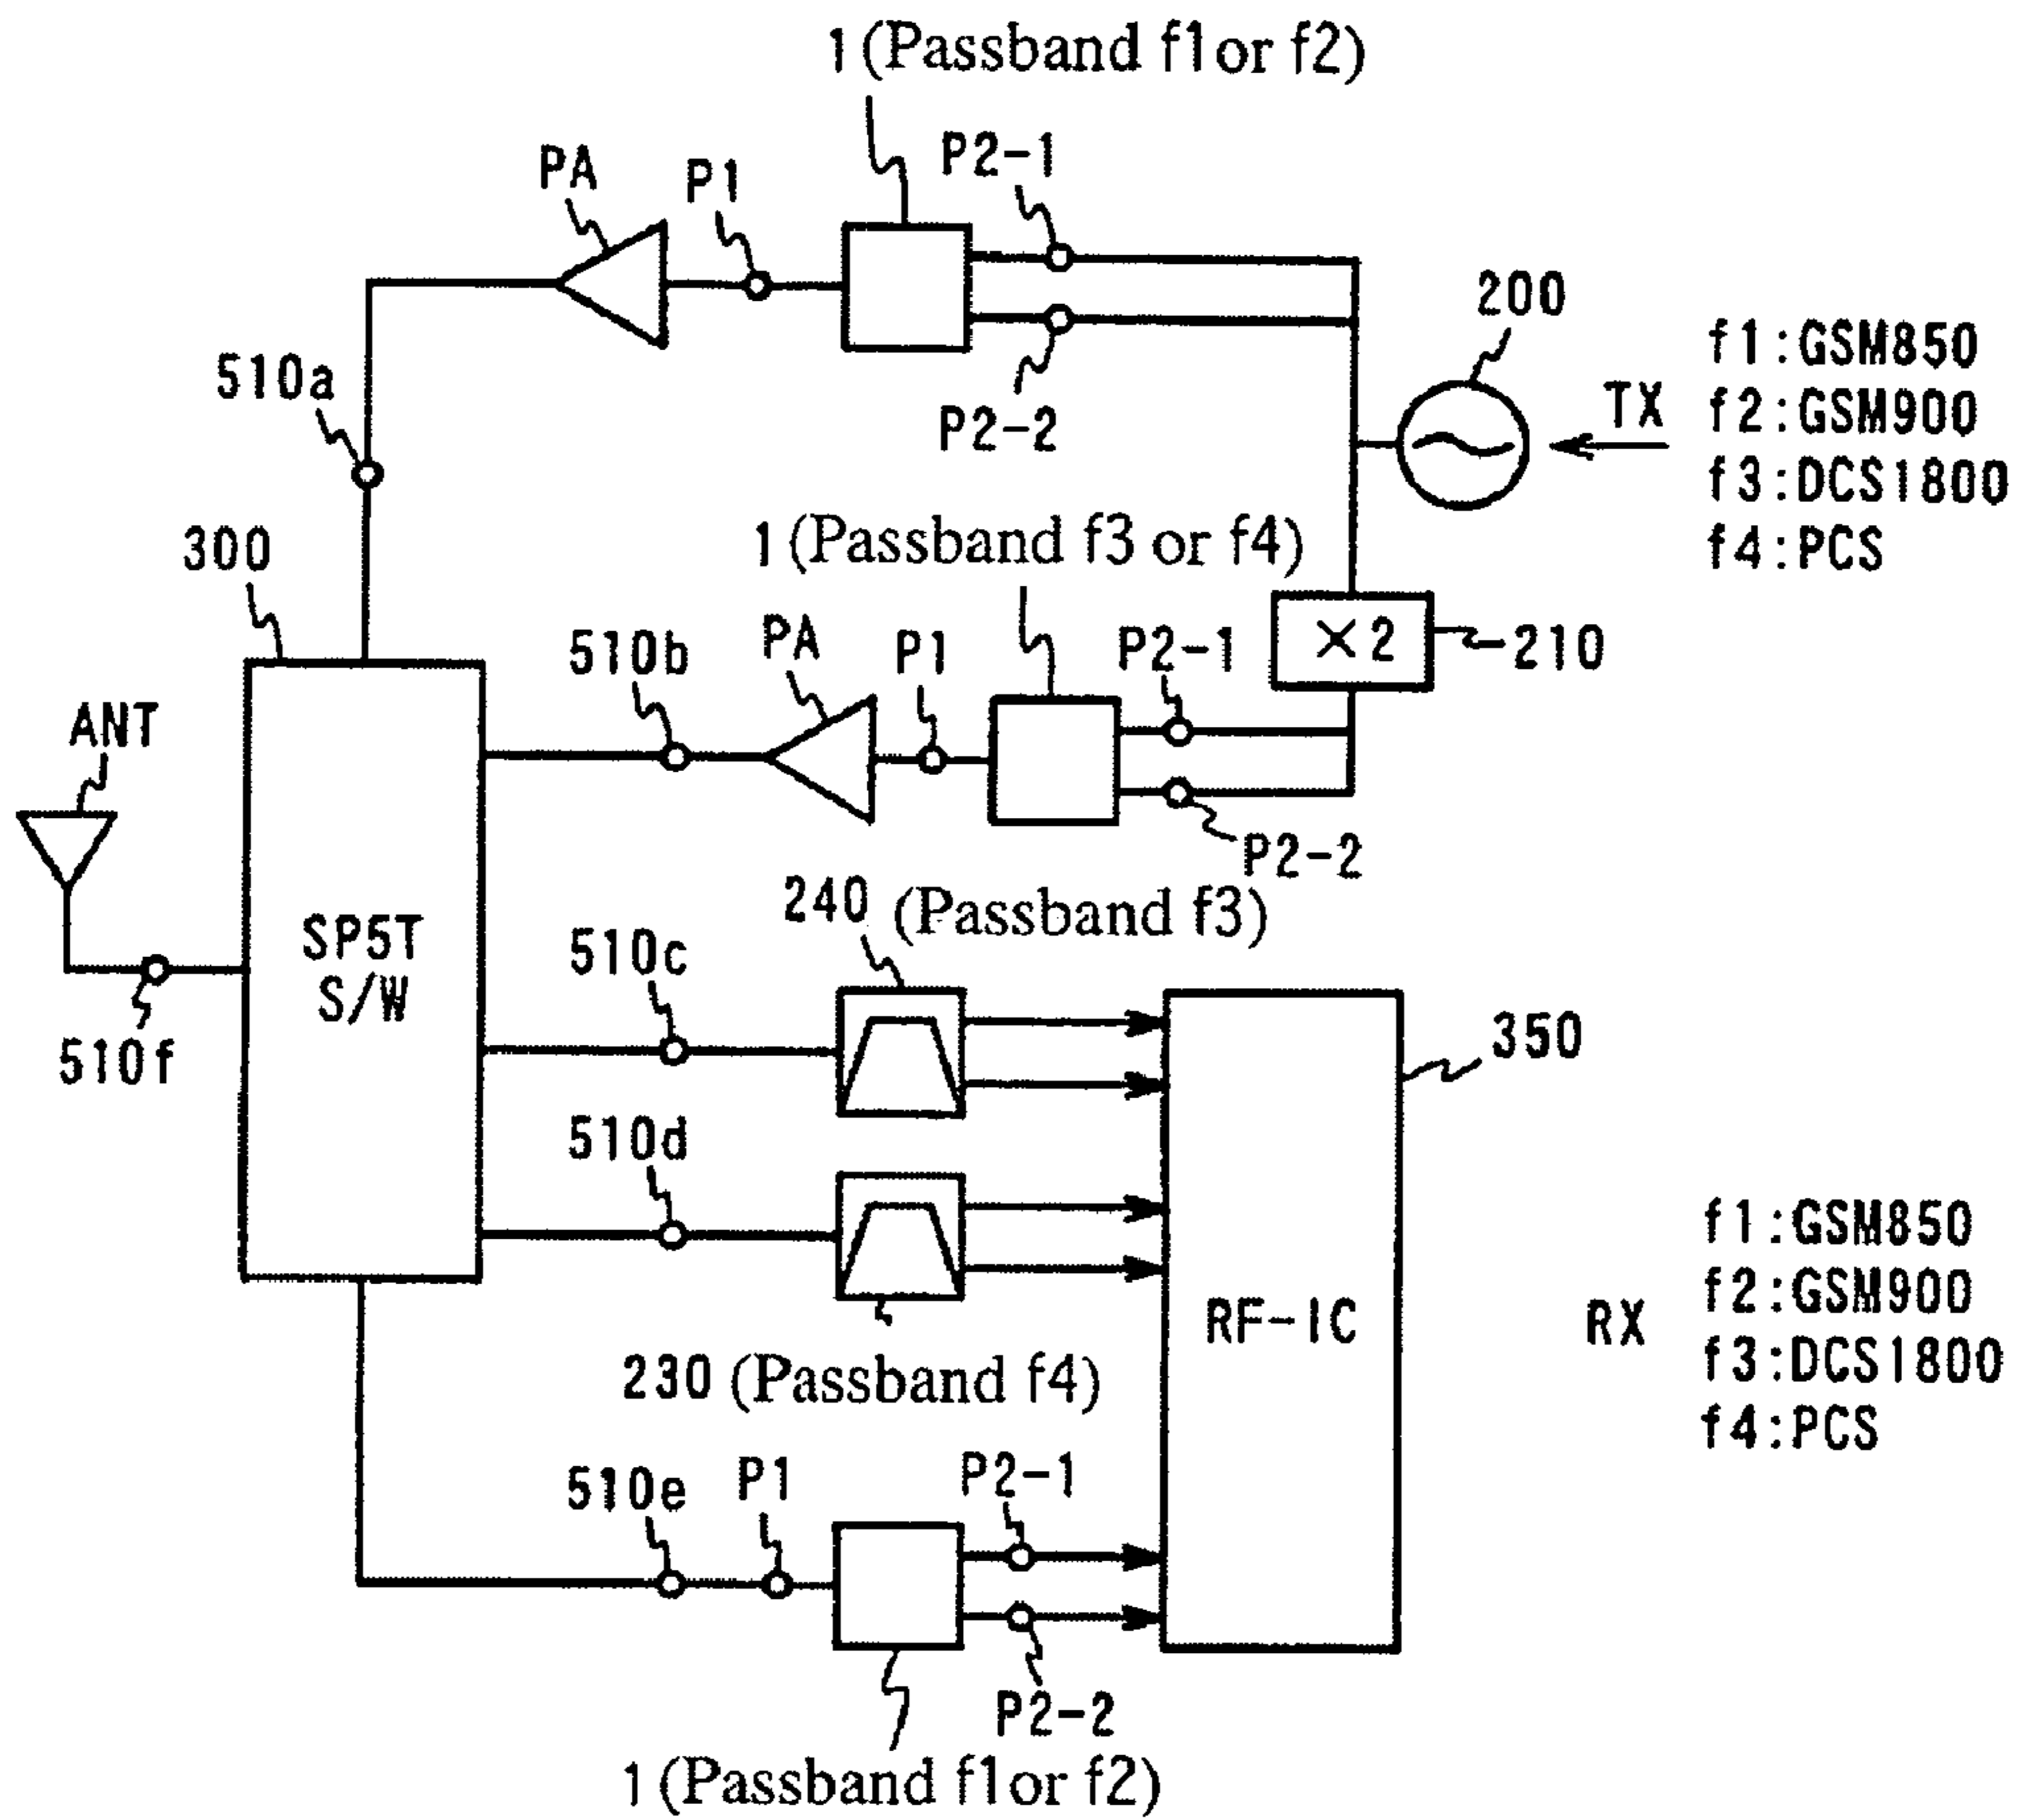 1 (Passband f1 or f2)
PA
P1
P2-1
P2-2
200
TX
f1:GSM850
f2:GSM900
f3:DCS1800
f4:PCS
510a
300
1 (Passband f3 or f4)
510b
PA
P1
P2-1
×2
210
P2-2
ANT
510f
SP5T
S/W
240 (Passband f3)
510c
510d
230 (Passband f4)
350
RF-IC
RX
f1:GSM850
f2:GSM900
f3:DCS1800
f4:PCS
510e
P1
P2-1
P2-2
1 (Passband f1 or f2)